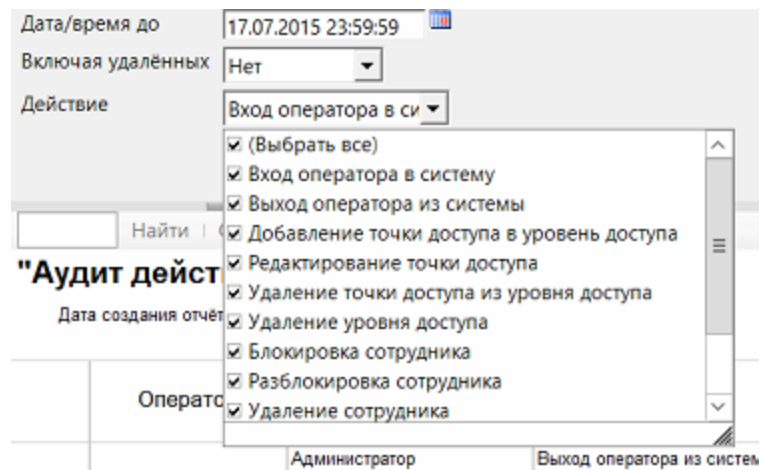 Дата/время до 17.07.2015 23:59:59
Включая удалённых Нет
Действие Вход оператора в си
(Выбрать все)
Вход оператора в систему
Выход оператора из системы
Найти
Добавление точки доступа в уровень доступа
"Аудит дейст
Редактирование точки доступа
Удаление точки доступа из уровня доступа
Дата создания отчёт
Удаление уровня доступа
Блокировка сотрудника
Разблокировка сотрудника
Операто
Удаление сотрудника
Администратор Выход оператора из систем